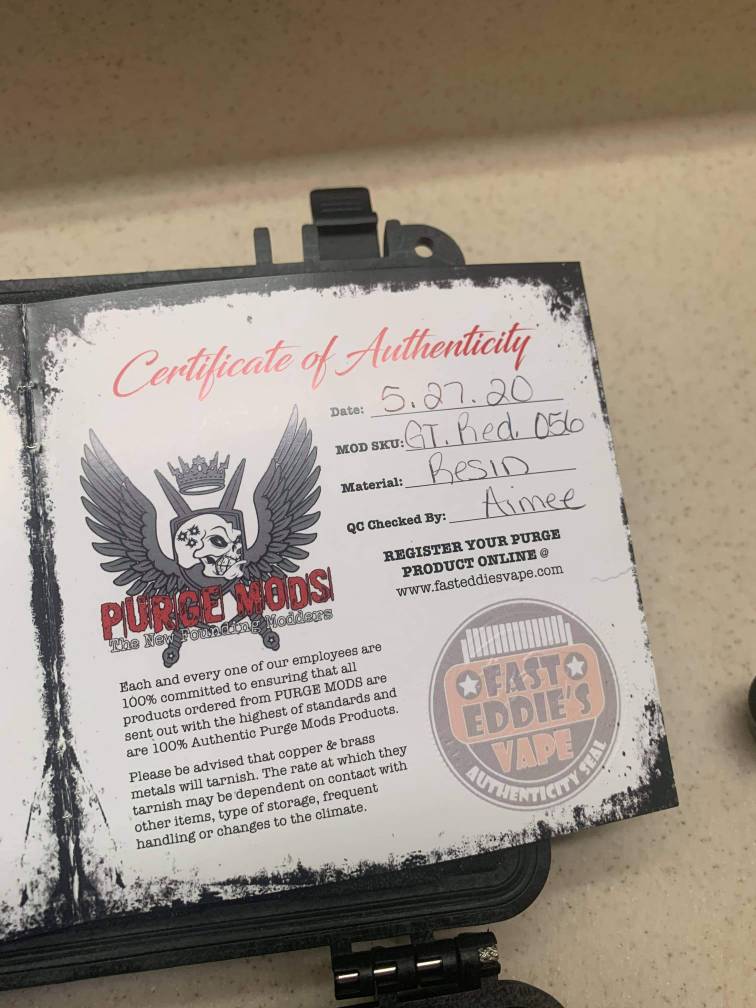 Certificate of Authenticity
Date: 5.27.20
MOD SKU: GT. Red. 056
Material: Resin
QC Checked By: Aimee
REGISTER YOUR PURGE
PRODUCT ONLINE @
www.fasteddiesvape.com
PURGE MODS
The New Founding Modders
Each and every one of our employees are
100% committed to ensuring that all
products ordered from PURGE MODS are
sent out with the highest of standards and
are 100% Authentic Purge Mods Products.
Please be advised that copper & brass
metals will tarnish. The rate at which they
tarnish may be dependent on contact with
other items, type of storage, frequent
handling or changes to the climate.
FAST
EDDIE'S
VAPE
AUTHENTICITY SEAL